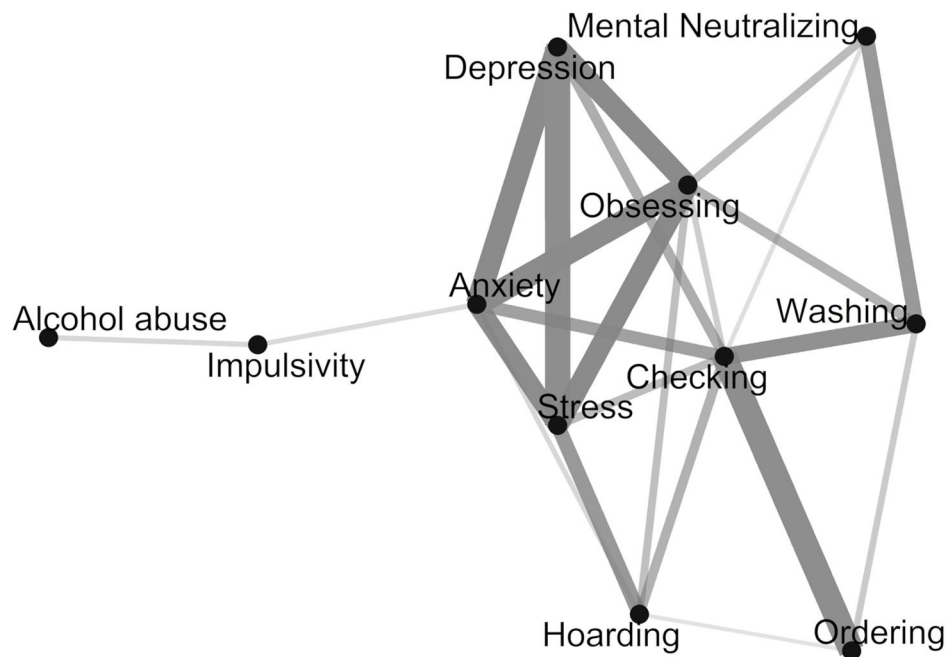 Mental Neutralizing
Depression
Obsessing
Anxiety
Washing
Alcohol abuse
Impulsivity
Checking
Stress
Hoarding
Ordering